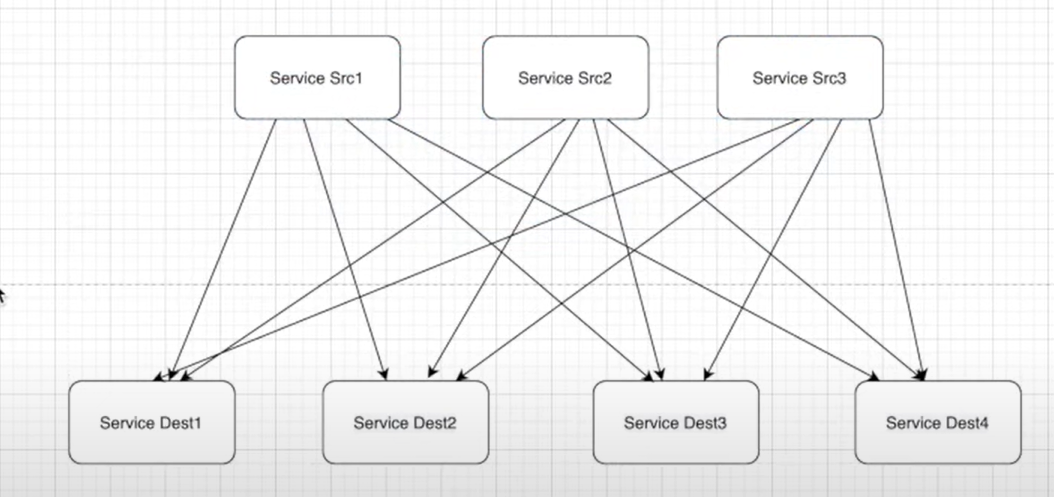 Service Src1
Service Src2
Service Src3
Service Dest1
Service Dest2
Service Dest3
Service Dest4